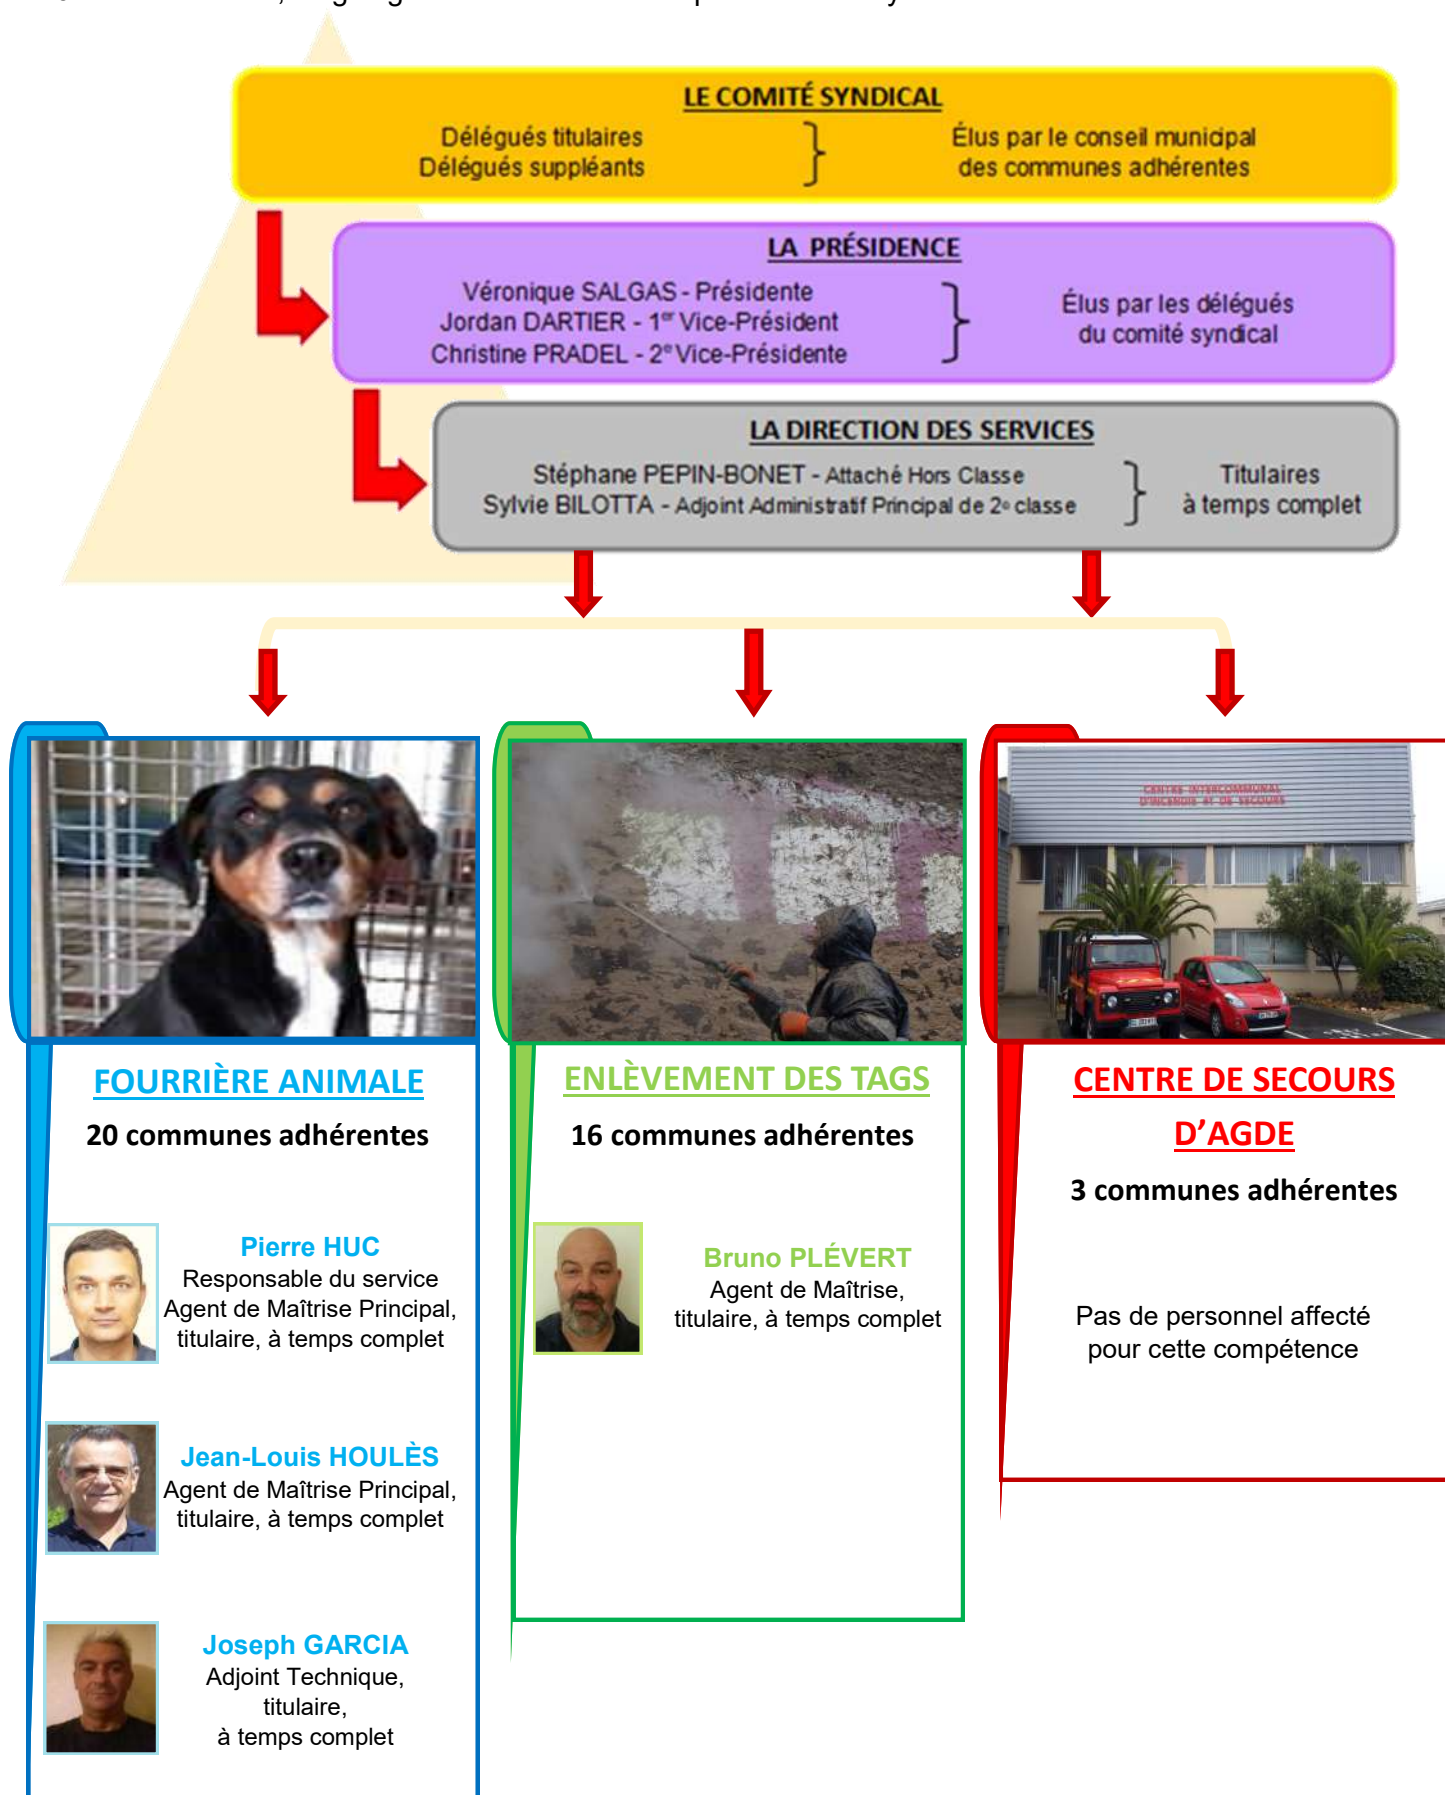 LE COMITÉ SYNDICAL
Délégués titulaires
Délégués suppléants
Élus par le conseil municipal
des communes adhérentes
LA PRÉSIDENCE
Véronique SALGAS - Présidente
Jordan DARTIER - 1er Vice-Président
Christine PRADEL - 2e Vice-Présidente
Élus par les délégués
du comité syndical
LA DIRECTION DES SERVICES
Stéphane PEPIN-BONET - Attaché Hors Classe
Sylvie BILOTTA - Adjoint Administratif Principal de 2e classe
Titulaires
à temps complet
CENTRE INTERCOMMUNAL
D'INCENDIE ET DE SECOURS
FOURRIÈRE ANIMALE
20 communes adhérentes
Pierre HUC
Responsable du service
Agent de Maîtrise Principal,
titulaire, à temps complet
Jean-Louis HOULÈS
Agent de Maîtrise Principal,
titulaire, à temps complet
Joseph GARCIA
Adjoint Technique,
titulaire,
à temps complet
ENLÈVEMENT DES TAGS
16 communes adhérentes
Bruno PLÉVERT
Agent de Maîtrise,
titulaire, à temps complet
CENTRE DE SECOURS
D'AGDE
3 communes adhérentes
Pas de personnel affecté
pour cette compétence